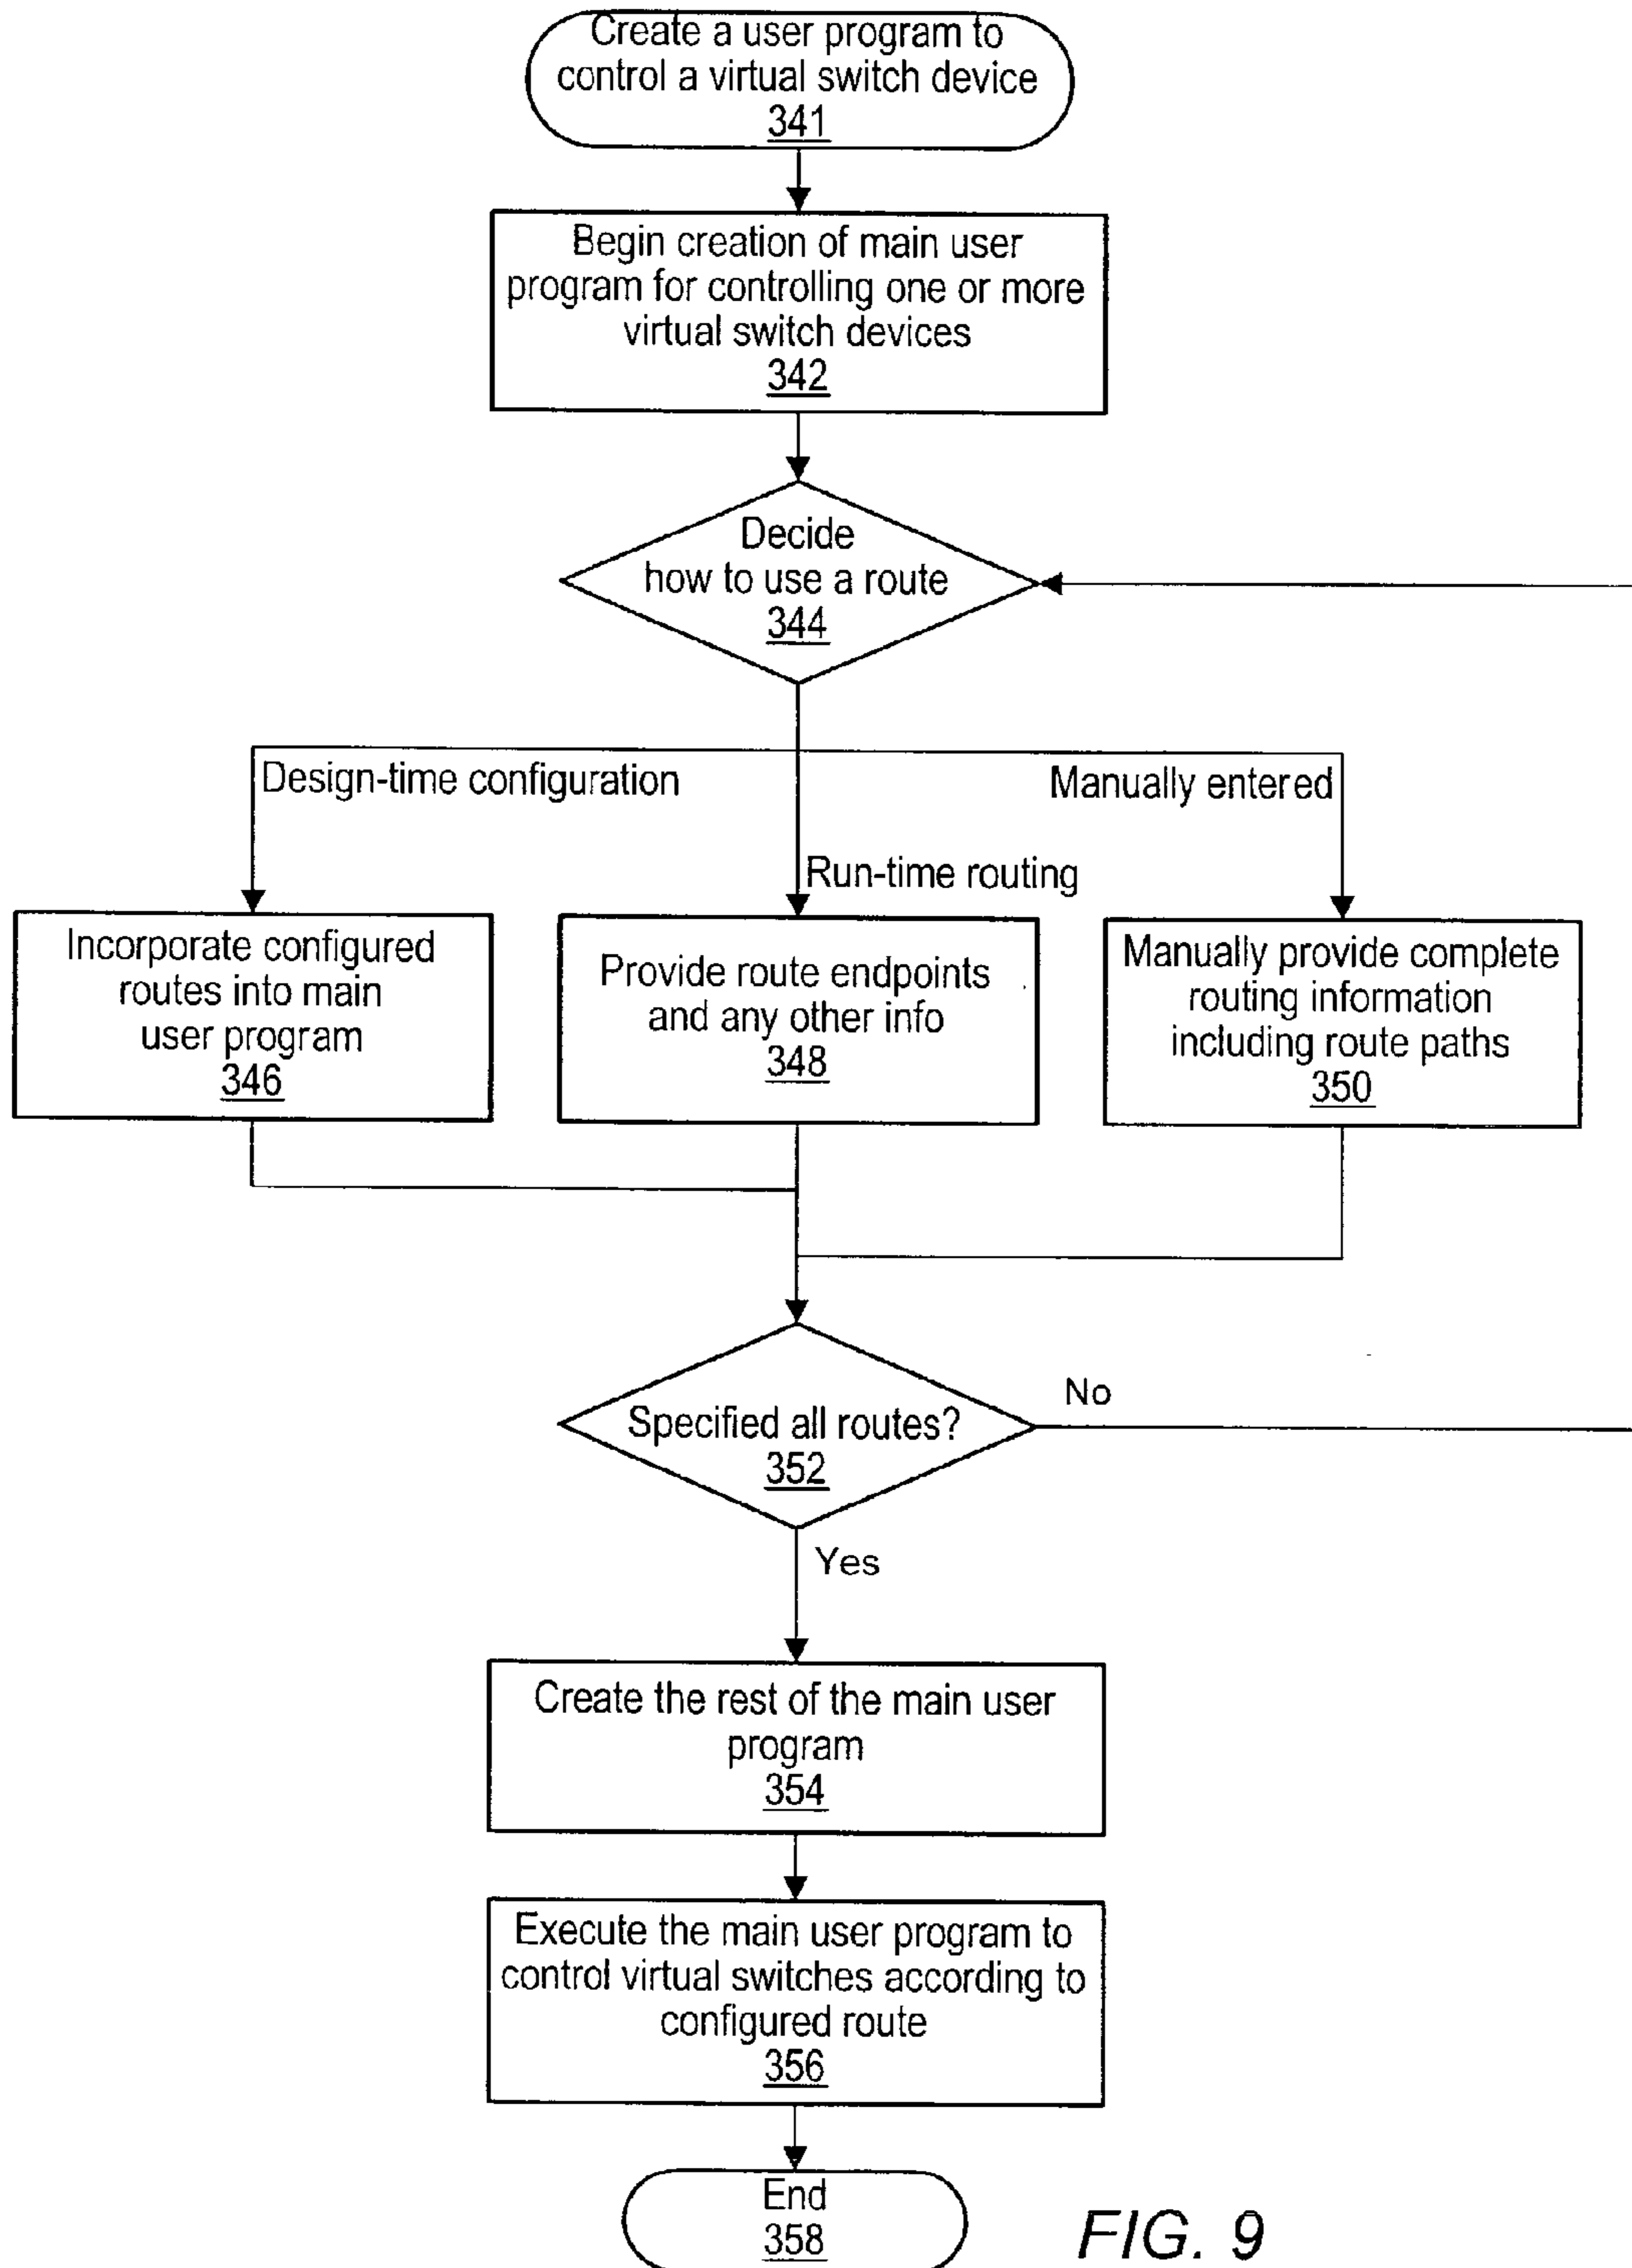 Create a user program to
control a virtual switch device
341
Begin creation of main user
program for controlling one or more
virtual switch devices
342
Decide
how to use a route
344
Design-time configuration
Manually entered
Run-time routing
Incorporate configured
routes into main
user program
346
Provide route endpoints
and any other info
348
Manually provide complete
routing information
including route paths
350
Specified all routes?
352
No
Yes
Create the rest of the main user
program
354
Execute the main user program to
control virtual switches according to
configured route
356
End
358
FIG. 9